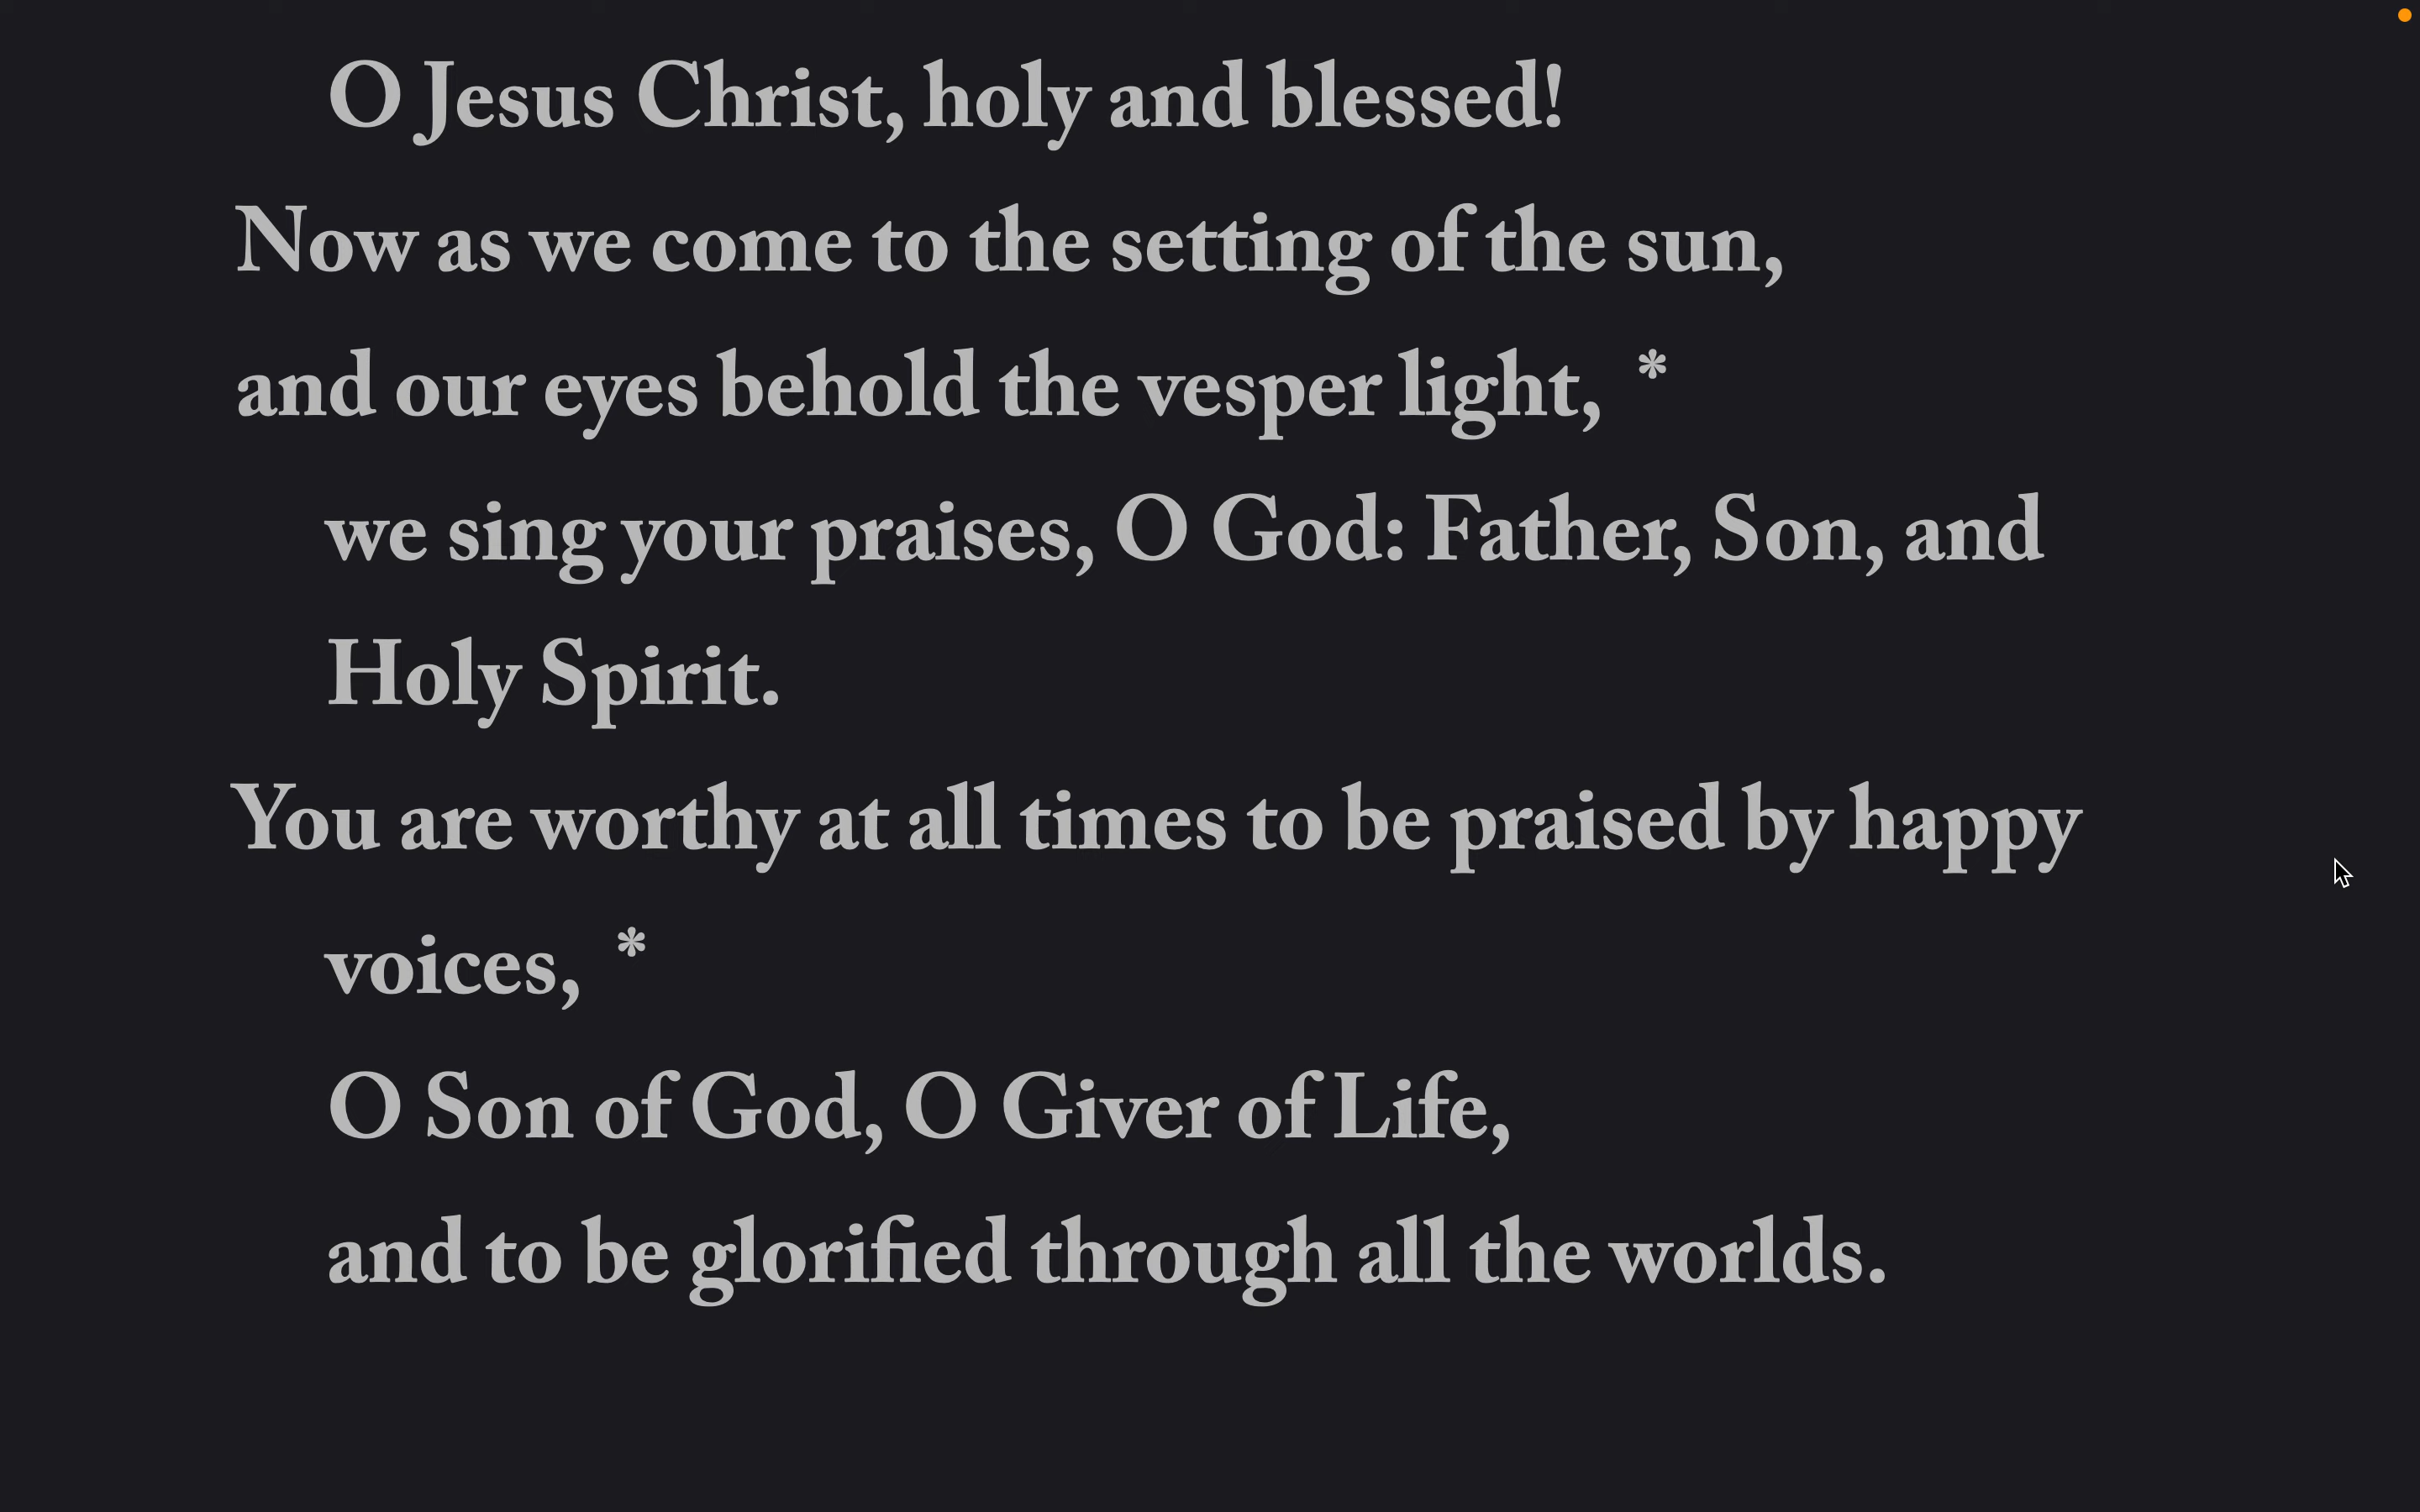 O Jesus Christ, holy and blessed!
Now as we come to the setting of the sun,
and our eyes behold the vesper light, *
we sing your praises, O God: Father, Son, and
Holy Spirit.
You are worthy at all times to be praised by happy
voices, *
O Son of God, O Giver of Life,
and to be glorified through all the worlds.